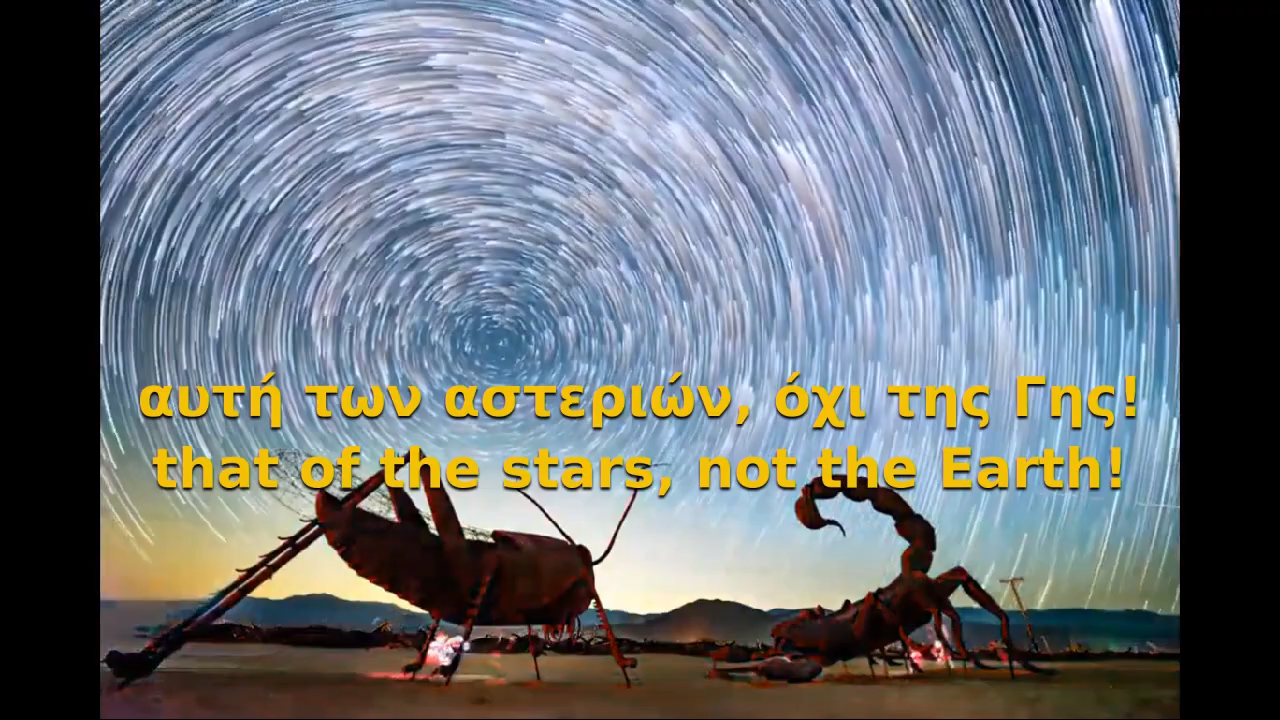 αυτή των αστεριών, όχι της Γης!
that of the stars, not the Earth!